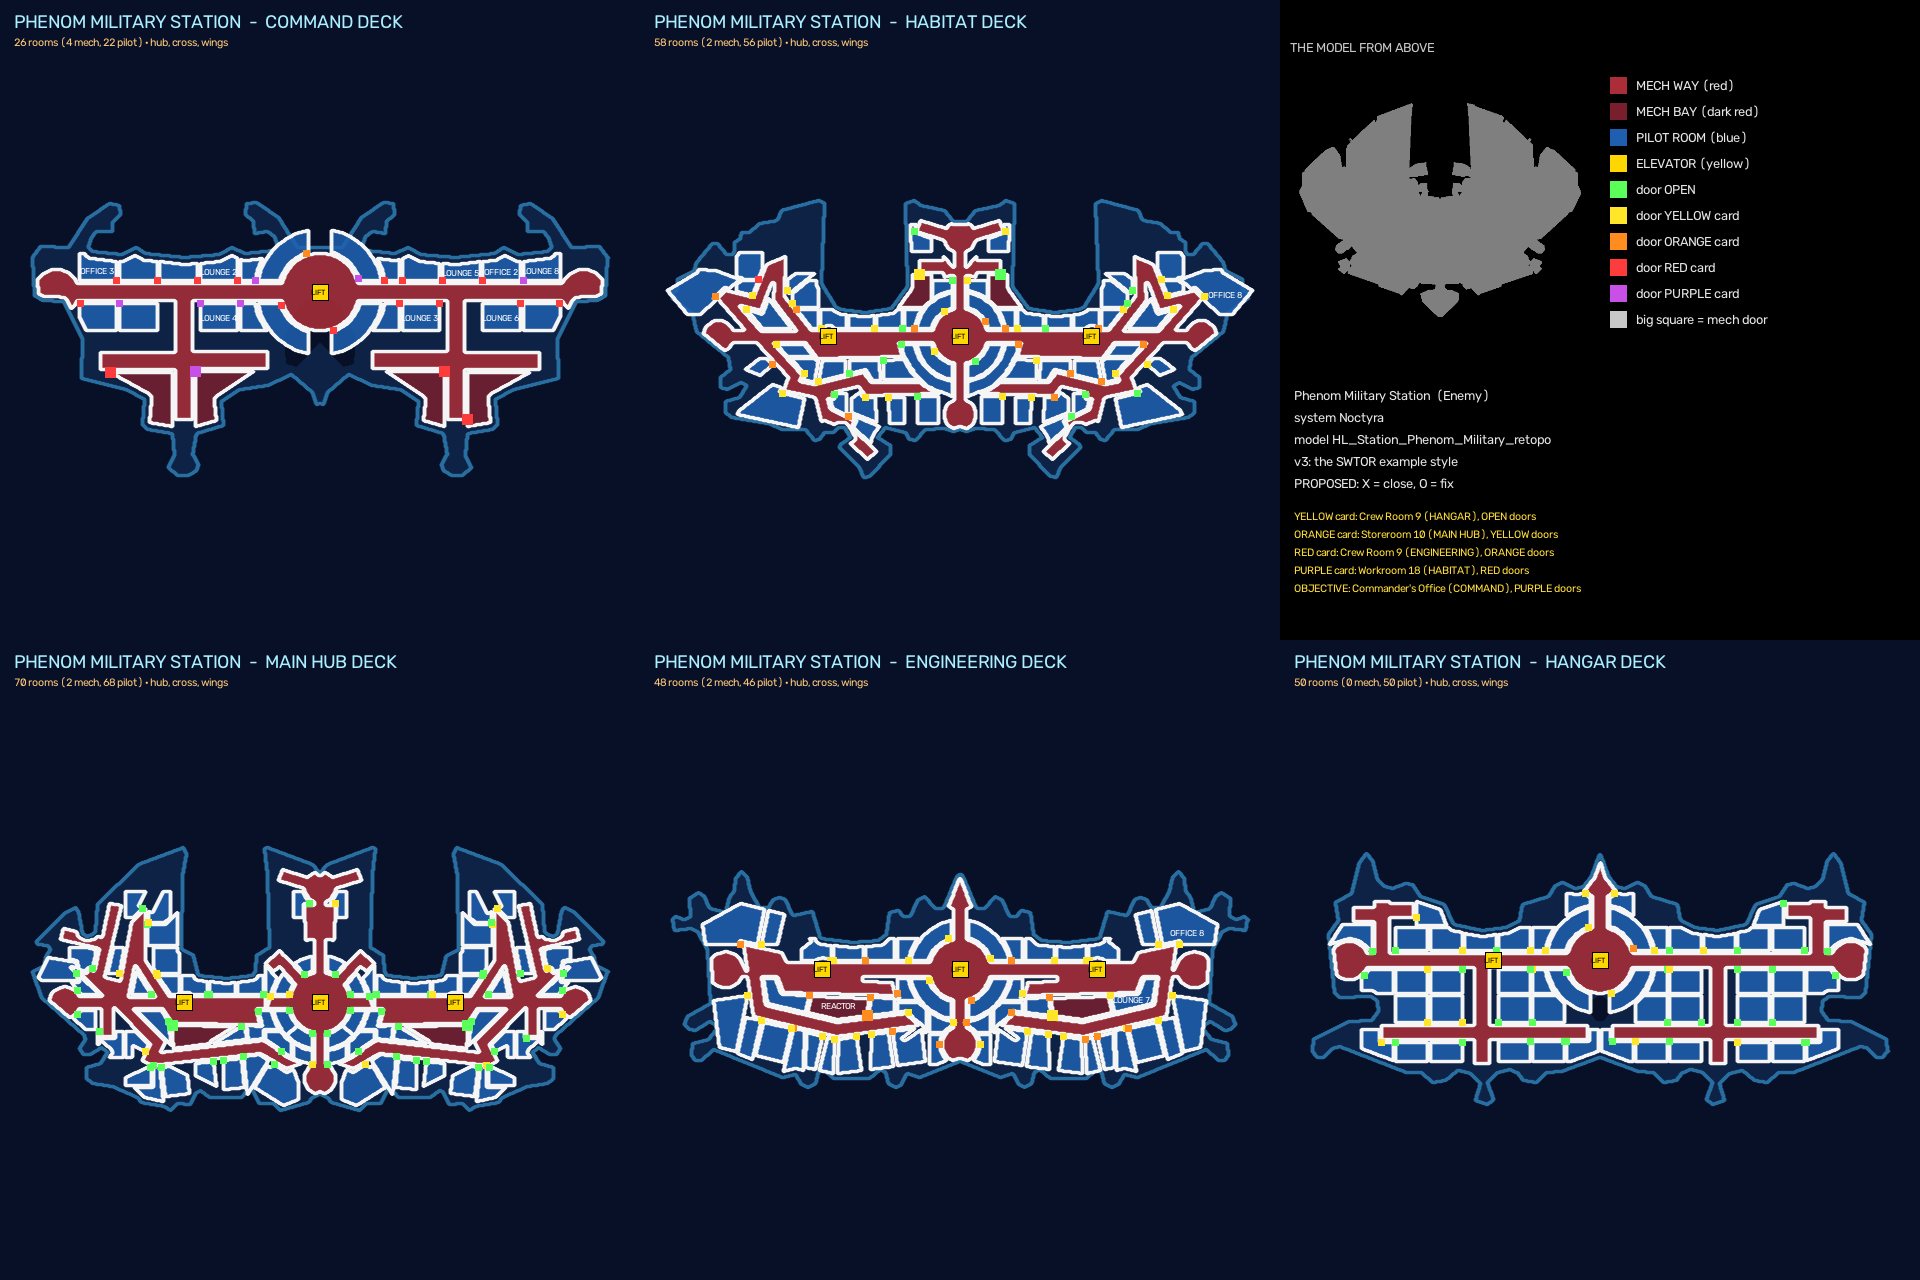 PHENOM MILITARY STATION - COMMAND DECK
26 rooms (4 mech, 22 pilot) • hub, cross, wings
OFFICE 3
LOUNGE 2
LOUNGE 5
OFFICE 2
LOUNGE 8
LIFT
LOUNGE 4
LOUNGE 3
LOUNGE 6
PHENOM MILITARY STATION - HABITAT DECK
58 rooms (2 mech, 56 pilot) • hub, cross, wings
OFFICE 8
LIFT
LIFT
LIFT
THE MODEL FROM ABOVE
MECH WAY (red)
MECH BAY (dark red)
PILOT ROOM (blue)
ELEVATOR (yellow)
door OPEN
door YELLOW card
door ORANGE card
door RED card
door PURPLE card
big square = mech door
Phenom Military Station (Enemy)
system Noctyra
model HL_Station_Phenom_Military_retopo
v3: the SWTOR example style
PROPOSED: X = close, O = fix
YELLOW card: Crew Room 9 (HANGAR), OPEN doors
ORANGE card: Storeroom 10 (MAIN HUB), YELLOW doors
RED card: Crew Room 9 (ENGINEERING), ORANGE doors
PURPLE card: Workroom 18 (HABITAT), RED doors
OBJECTIVE: Commander's Office (COMMAND), PURPLE doors
PHENOM MILITARY STATION - MAIN HUB DECK
70 rooms (2 mech, 68 pilot) • hub, cross, wings
LIFT
LIFT
LIFT
PHENOM MILITARY STATION - ENGINEERING DECK
48 rooms (2 mech, 46 pilot) • hub, cross, wings
OFFICE 8
LIFT
LIFT
LIFT
REACTOR
LOUNGE 7
PHENOM MILITARY STATION - HANGAR DECK
50 rooms (0 mech, 50 pilot) • hub, cross, wings
LIFT
LIFT